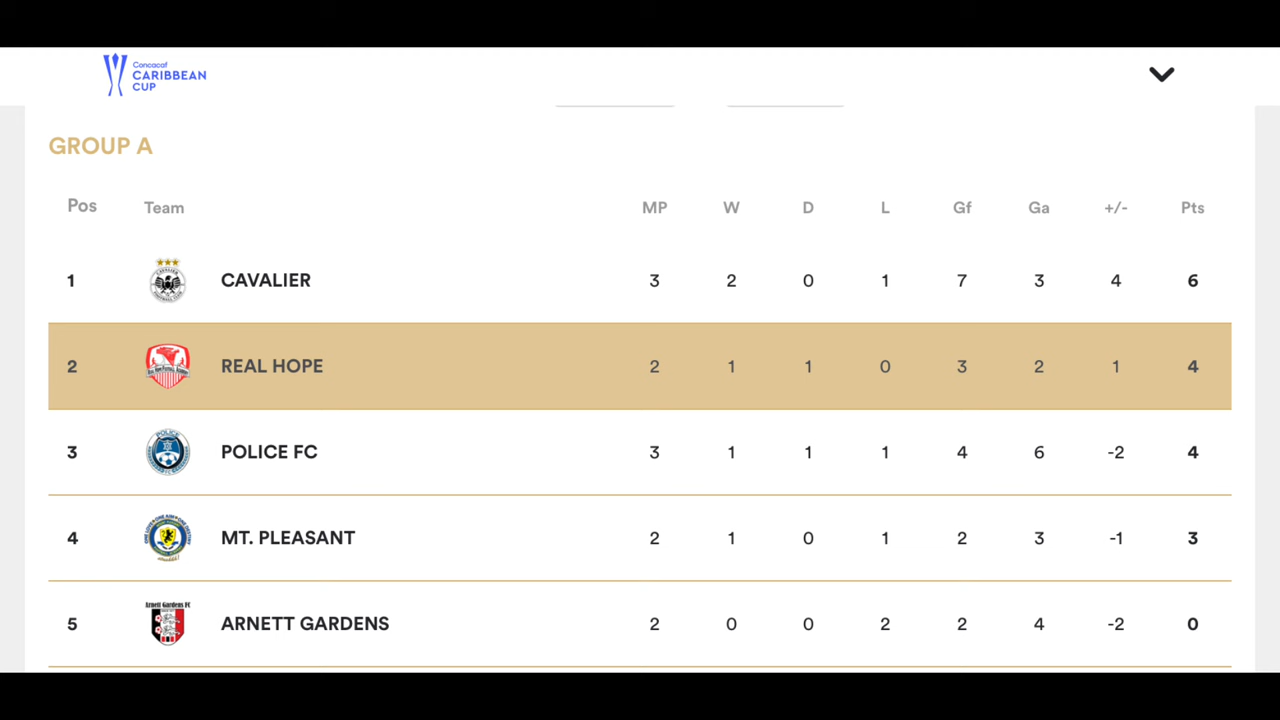 Concacaf
CARIBBEAN
CUP
GROUP A
Pos Team MP W D L Gf Ga +/- Pts
1 CAVALIER 3 2 0 1 7 3 4 6
2 REAL HOPE 2 1 1 0 3 2 1 4
3 POLICE FC 3 1 1 1 4 6 -2 4
4 MT. PLEASANT 2 1 0 1 2 3 -1 3
5 Arnett Gardens FC ARNETT GARDENS 2 0 0 2 2 4 -2 0